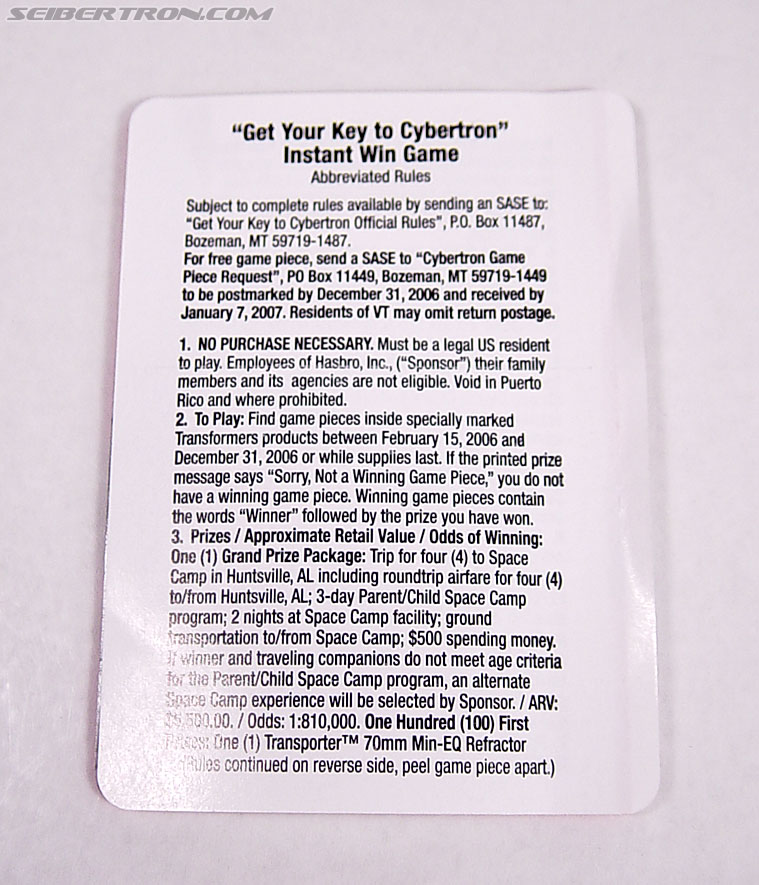 SEIBERTRON.COM
"Get Your Key to Cybertron"
Instant Win Game
Abbreviated Rules
Subject to complete rules available by sending an SASE to:
"Get Your Key to Cybertron Official Rules", P.O. Box 11487,
Bozeman, MT 59719-1487.
For free game piece, send a SASE to "Cybertron Game
Piece Request", PO Box 11449, Bozeman, MT 59719-1449
to be postmarked by December 31, 2006 and received by
January 7, 2007. Residents of VT may omit return postage.
1. NO PURCHASE NECESSARY. Must be a legal US resident
to play. Employees of Hasbro, Inc., ("Sponsor") their family
members and its agencies are not eligible. Void in Puerto
Rico and where prohibited.
2. To Play: Find game pieces inside specially marked
Transformers products between February 15, 2006 and
December 31, 2006 or while supplies last. If the printed prize
message says "Sorry, Not a Winning Game Piece," you do not
have a winning game piece. Winning game pieces contain
the words "Winner" followed by the prize you have won.
3. Prizes / Approximate Retail Value / Odds of Winning:
One (1) Grand Prize Package: Trip for four (4) to Space
Camp in Huntsville, AL including roundtrip airfare for four (4)
to/from Huntsville, AL; 3-day Parent/Child Space Camp
program; 2 nights at Space Camp facility; ground
transportation to/from Space Camp; $500 spending money.
If winner and traveling companions do not meet age criteria
for the Parent/Child Space Camp program, an alternate
Space Camp experience will be selected by Sponsor. / ARV:
/ Odds: 1:810,000. One Hundred (100) First
Prizes: One (1) Transporter™ 70mm Min-EQ Refractor
(Rules continued on reverse side, peel game piece apart.)